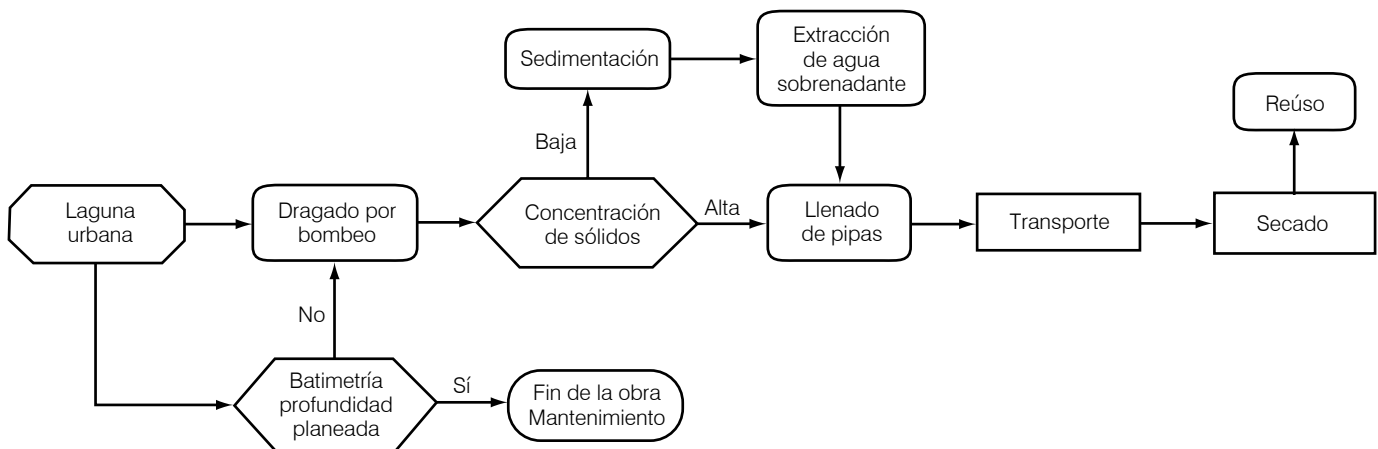 Sedimentación
Extracción
de agua
sobrenadante
Reúso
Baja
Laguna
urbana
Dragado por
bombeo
Concentración
de sólidos
Alta
Llenado
de pipas
Transporte
Secado
No
Batimetría
profundidad
planeada
Sí
Fin de la obra
Mantenimiento